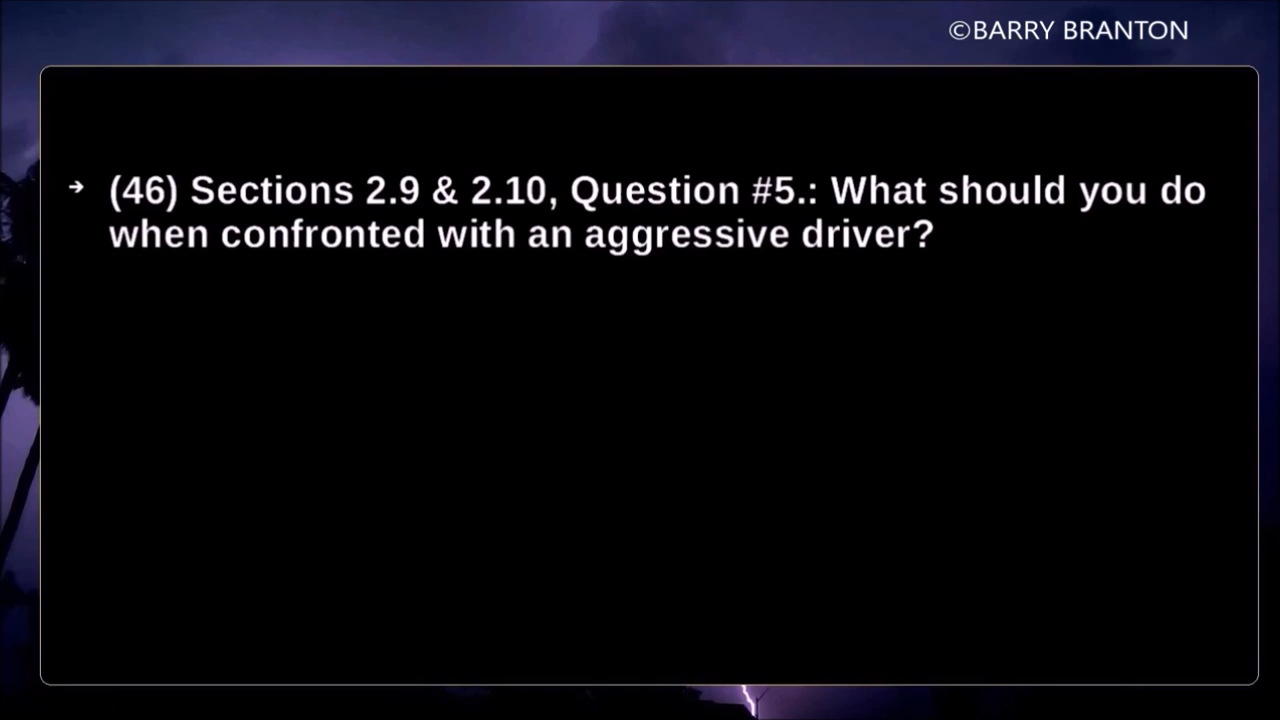 ©BARRY BRANTON
→ (46) Sections 2.9 & 2.10, Question #5.: What should you do
when confronted with an aggressive driver?